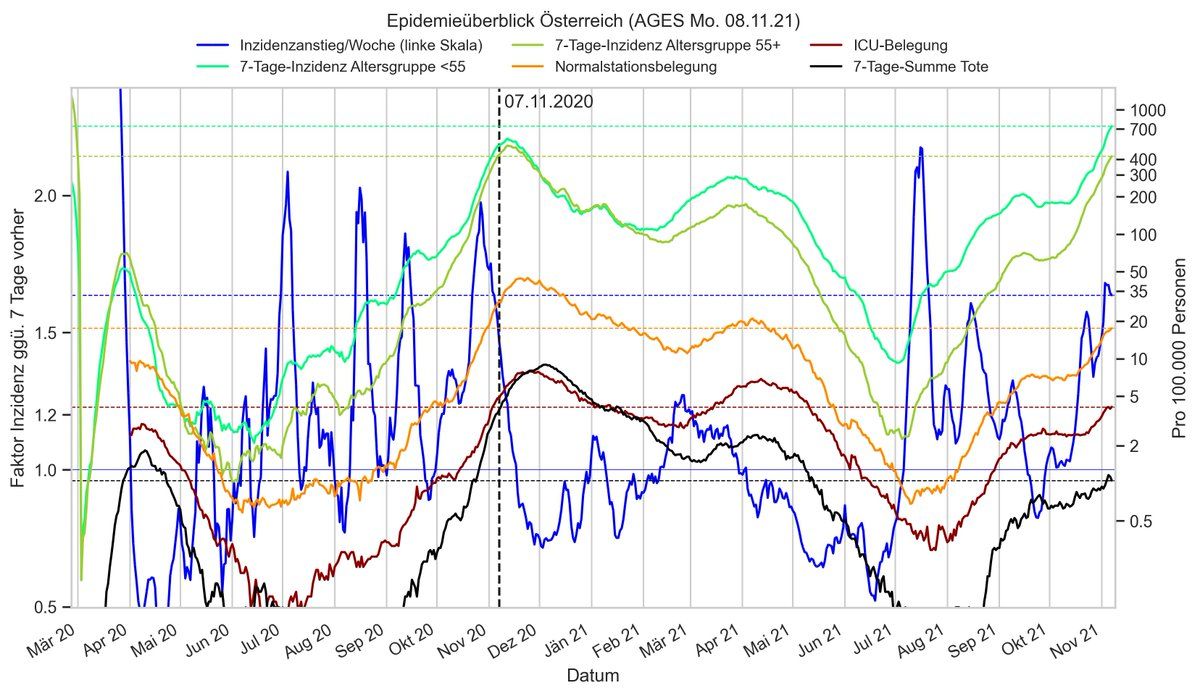 Epidemieüberblick Österreich (AGES Mo. 08.11.21)
Inzidenzanstieg/Woche (linke Skala)
7-Tage-Inzidenz Altersgruppe <55
7-Tage-Inzidenz Altersgruppe 55+
Normalstationsbelegung
ICU-Belegung
7-Tage-Summe Tote
07.11.2020
Faktor Inzidenz ggü. 7 Tage vorher
2.0
1.5
1.2
1.0
0.5
1000
700
400
300
200
100
50
35
20
10
5
2
1
0.5
Pro 100.000 Personen
Mär 20
Apr 20
Mai 20
Jun 20
Jul 20
Aug 20
Sep 20
Okt 20
Nov 20
Dez 20
Jän 21
Feb 21
Mär 21
Apr 21
Mai 21
Jun 21
Jul 21
Aug 21
Sep 21
Okt 21
Nov 21
Datum